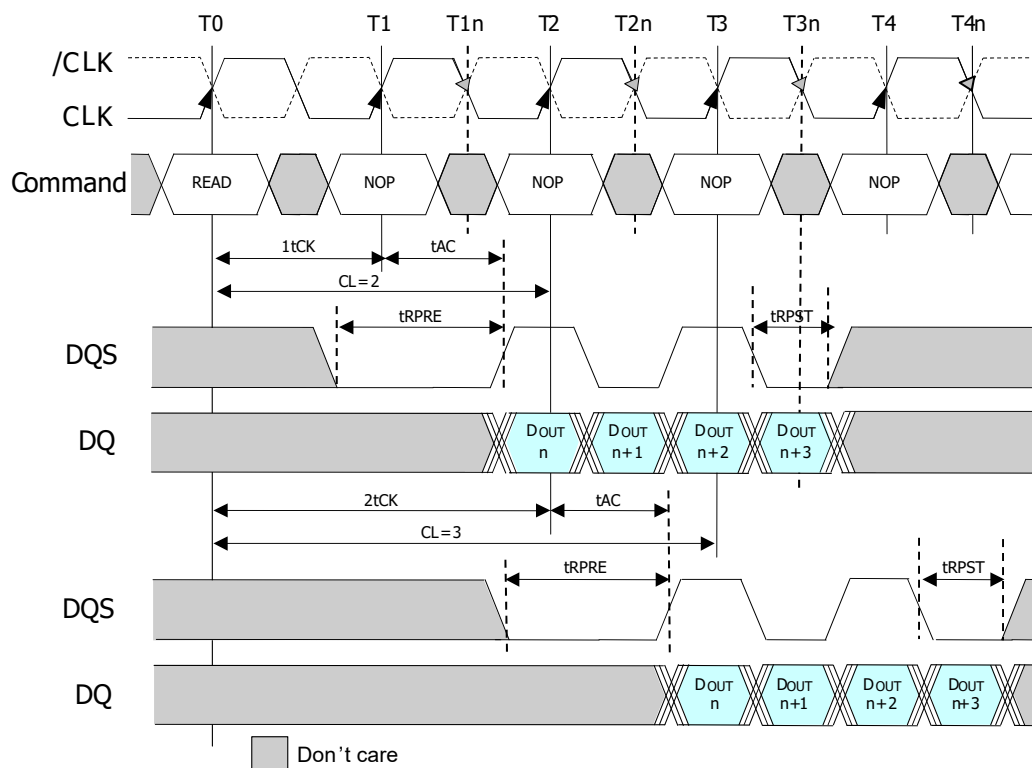 T0 T1 T1n T2 T2n T3 T3n T4 T4n
/CLK
CLK
Command READ NOP NOP NOP NOP
1tCK tAC
CL=2
tRPRE tRPST
DQS
DQ
DOUT n
DOUT n+1
DOUT n+2
DOUT n+3
2tCK tAC
CL=3
tRPRE tRPST
DQS
DQ
DOUT n
DOUT n+1
DOUT n+2
DOUT n+3
Don't care